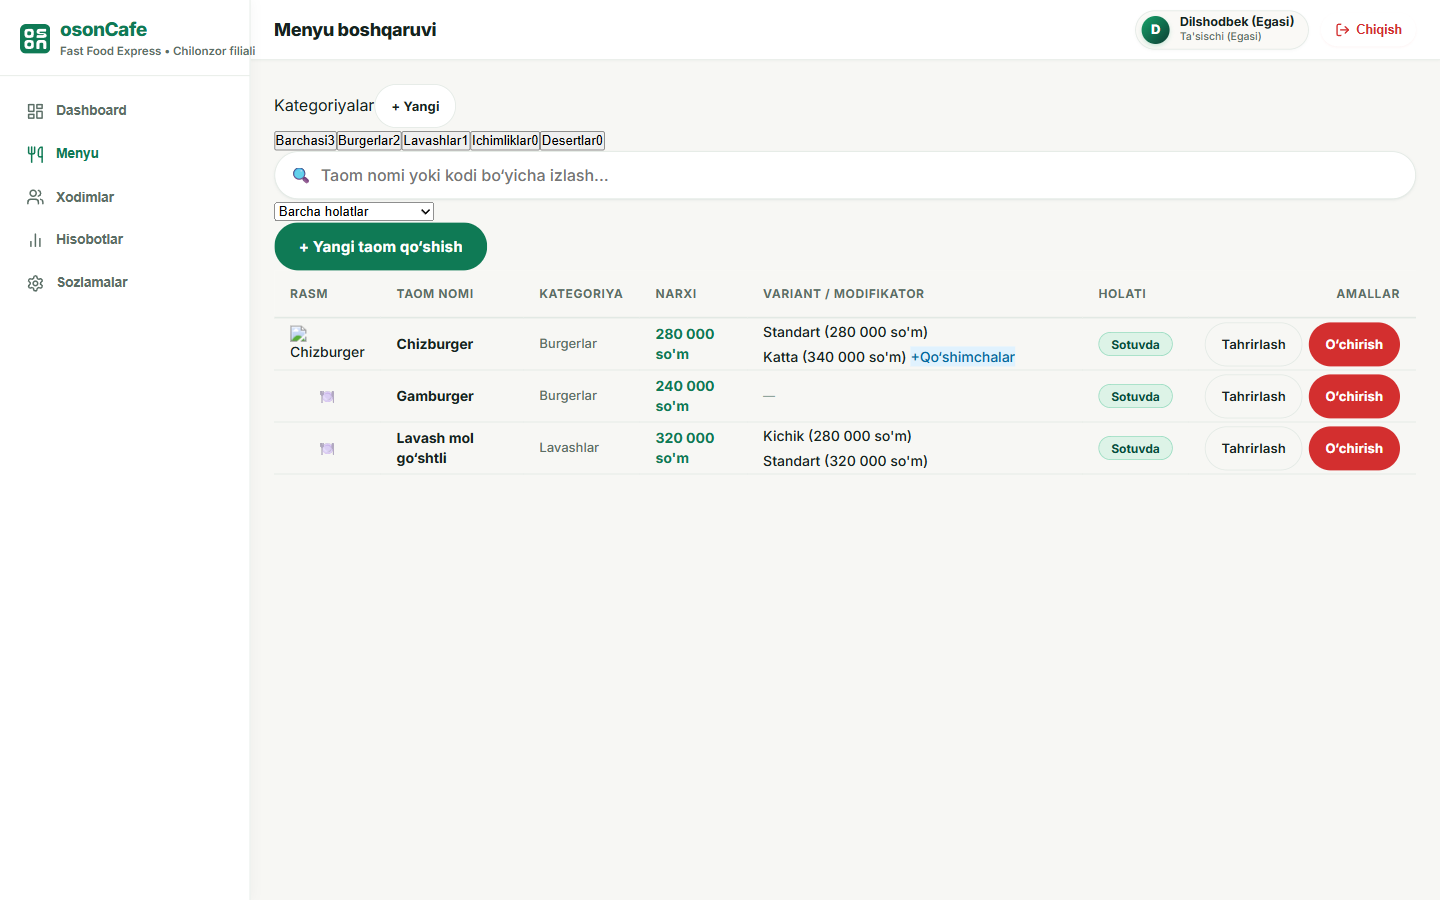 osonCafe
Fast Food Express • Chilonzor filiali
Dashboard
Menyu
Xodimlar
Hisobotlar
Sozlamalar
Menyu boshqaruvi
D
Dilshodbek (Egasi)
Ta'sischi (Egasi)
Chiqish
Kategoriyalar + Yangi
Barchasi3 Burgerlar2 Lavashlar1 Ichimliklar0 Desertlar0
Taom nomi yoki kodi bo‘yicha izlash...
Barcha holatlar
+ Yangi taom qo‘shish
RASM TAOM NOMI KATEGORIYA NARXI VARIANT / MODIFIKATOR HOLATI AMALLAR
Chizburger Chizburger Burgerlar 280 000 so'm Standart (280 000 so'm) Sotuvda Tahrirlash O‘chirish
Katta (340 000 so'm) +Qo‘shimchalar
Gamburger Burgerlar 240 000 so'm — Sotuvda Tahrirlash O‘chirish
Lavash mol go‘shtli Lavashlar 320 000 so'm Kichik (280 000 so'm) Sotuvda Tahrirlash O‘chirish
Standart (320 000 so'm)